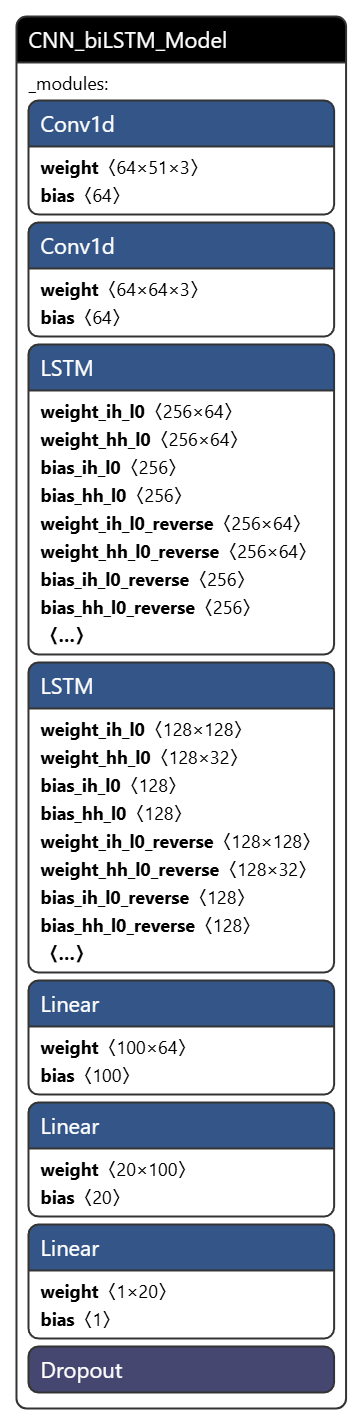 CNN_biLSTM_Model
_modules:
Conv1d
weight〈64×51×3〉
bias〈64〉
Conv1d
weight〈64×64×3〉
bias〈64〉
LSTM
weight_ih_l0〈256×64〉
weight_hh_l0〈256×64〉
bias_ih_l0〈256〉
bias_hh_l0〈256〉
weight_ih_l0_reverse〈256×64〉
weight_hh_l0_reverse〈256×64〉
bias_ih_l0_reverse〈256〉
bias_hh_l0_reverse〈256〉
〈…〉
LSTM
weight_ih_l0〈128×128〉
weight_hh_l0〈128×32〉
bias_ih_l0〈128〉
bias_hh_l0〈128〉
weight_ih_l0_reverse〈128×128〉
weight_hh_l0_reverse〈128×32〉
bias_ih_l0_reverse〈128〉
bias_hh_l0_reverse〈128〉
〈…〉
Linear
weight〈100×64〉
bias〈100〉
Linear
weight〈20×100〉
bias〈20〉
Linear
weight〈1×20〉
bias〈1〉
Dropout